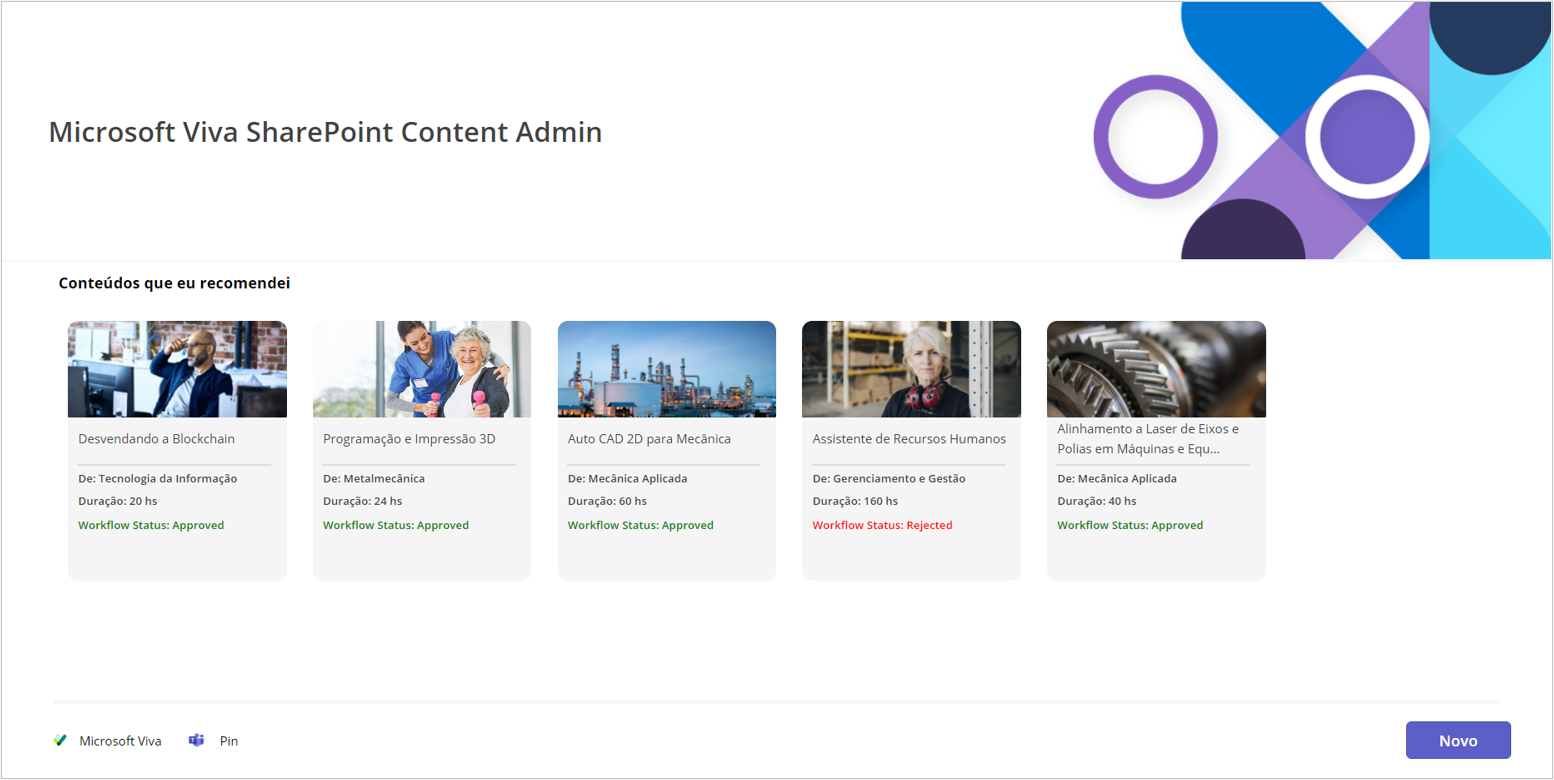 Microsoft Viva SharePoint Content Admin
Conteúdos que eu recomendei
Desvendando a Blockchain
De: Tecnologia da Informação
Duração: 20 hs
Workflow Status: Approved
Programação e Impressão 3D
De: Metalmecânica
Duração: 24 hs
Workflow Status: Approved
Auto CAD 2D para Mecânica
De: Mecânica Aplicada
Duração: 60 hs
Workflow Status: Approved
Assistente de Recursos Humanos
De: Gerenciamento e Gestão
Duração: 160 hs
Workflow Status: Rejected
Alinhamento a Laser de Eixos e
Polias em Máquinas e Equ...
De: Mecânica Aplicada
Duração: 40 hs
Workflow Status: Approved
Microsoft Viva
Pin
Novo